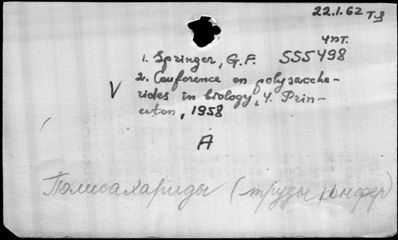 22.1.62 Тз
чит.
1. Springer, G.F. 555498
2. Conference on polysaccha-
V rides in biology, 4. Prin-
ceton, 1958
A
Полисахариды (труды конфер)